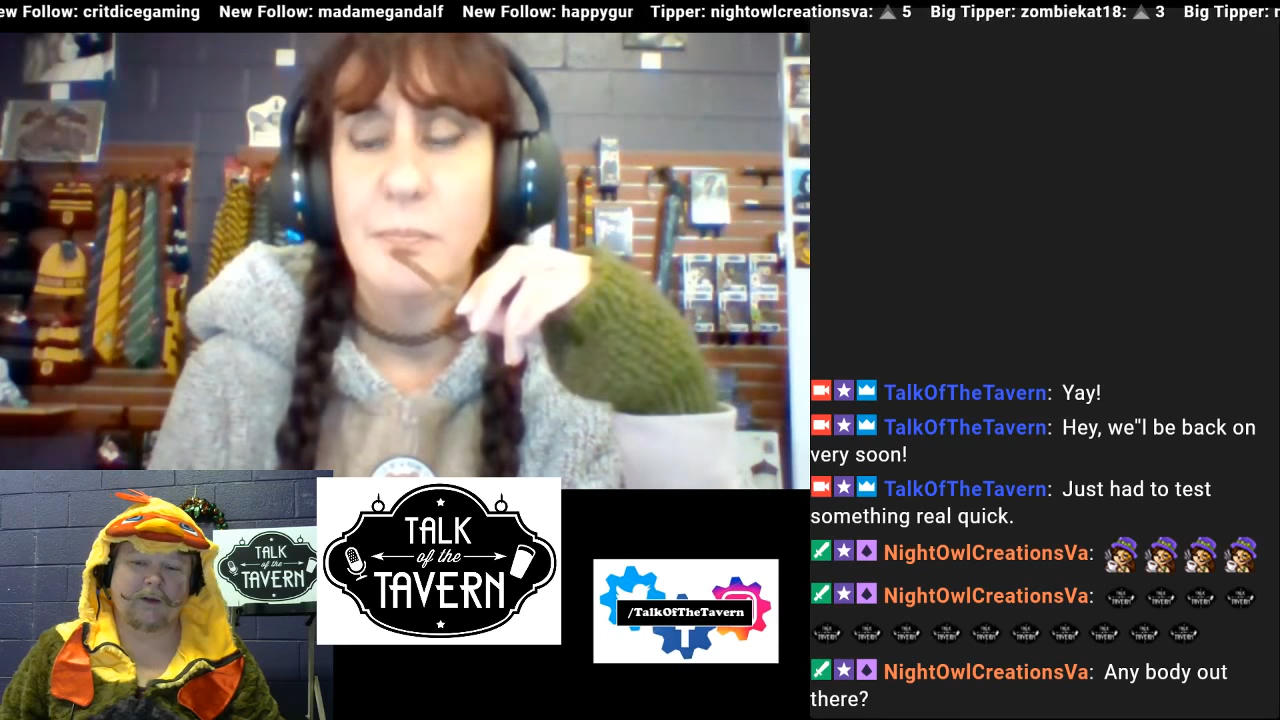 ew Follow: critdicegaming New Follow: madamegandalf New Follow: happygur Tipper: nightowlcreationsva: 5 Big Tipper: zombiekat18: 3 Big Tipper:
TalkOfTheTavern: Yay!
TalkOfTheTavern: Hey, we"l be back on
very soon!
TalkOfTheTavern: Just had to test
something real quick.
NightOwlCreationsVa:
NightOwlCreationsVa:
NightOwlCreationsVa: Any body out
there?
TALK
of the
TAVERN
TALK
of the
TAVERN
/TalkOfTheTavern